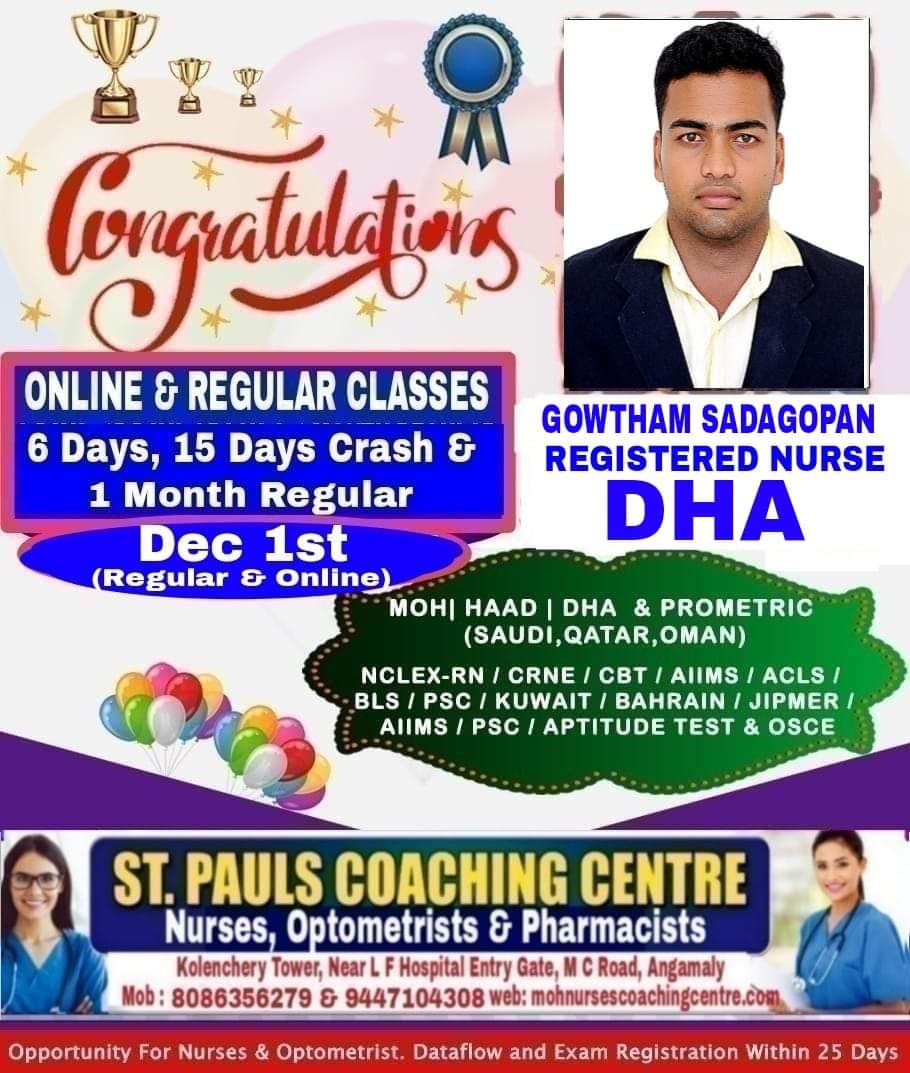 Congratulations
ONLINE & REGULAR CLASSES
6 Days, 15 Days Crash &
1 Month Regular
Dec 1st
(Regular & Online)
GOWTHAM SADAGOPAN
REGISTERED NURSE
DHA
MOH| HAAD | DHA & PROMETRIC
(SAUDI,QATAR,OMAN)
NCLEX-RN / CRNE / CBT / AIIMS / ACLS /
BLS / PSC / KUWAIT / BAHRAIN / JIPMER /
AIIMS / PSC / APTITUDE TEST & OSCE
ST. PAULS COACHING CENTRE
Nurses, Optometrists & Pharmacists
Kolenchery Tower, Near L F Hospital Entry Gate, M C Road, Angamaly
Mob : 8086356279 & 9447104308 web: mohnursescoachingcentre.com
Opportunity For Nurses & Optometrist. Dataflow and Exam Registration Within 25 Days